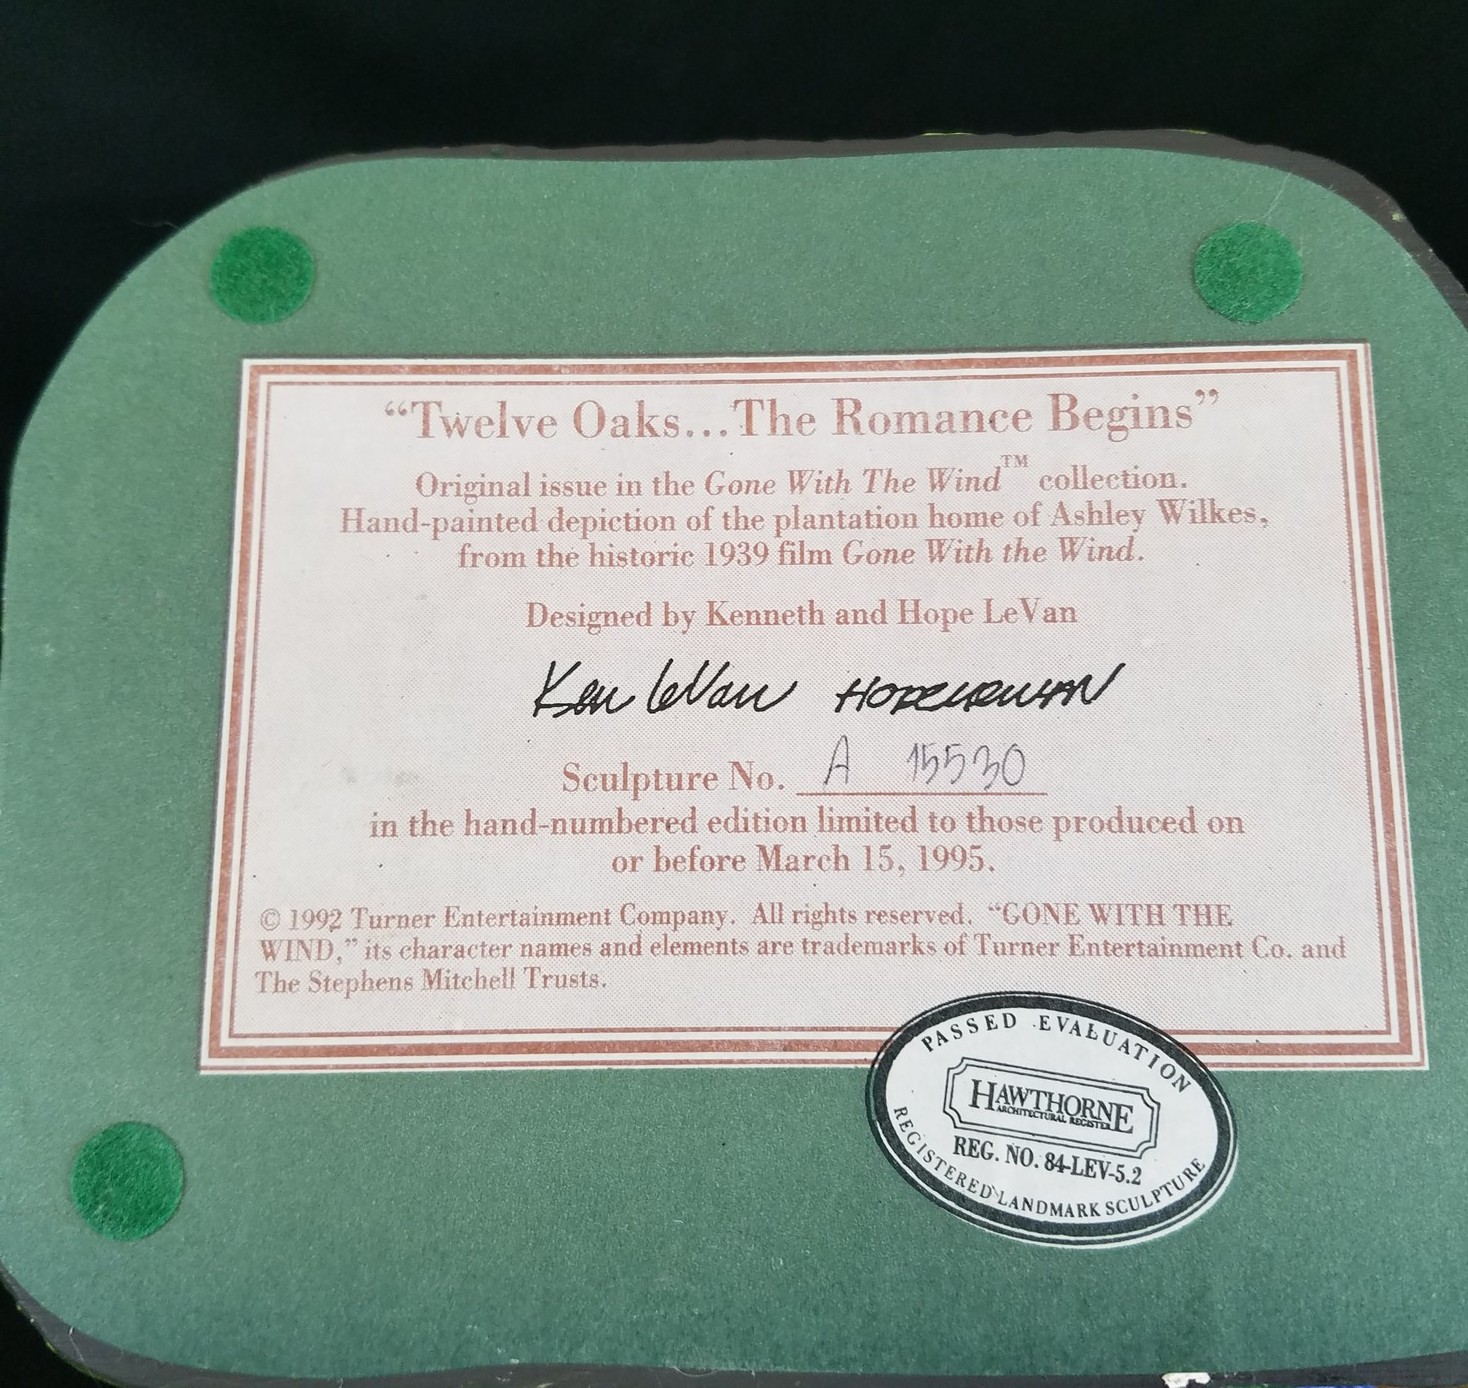 “Twelve Oaks...The Romance Begins”
Original issue in the Gone With The Wind™ collection.
Hand-painted depiction of the plantation home of Ashley Wilkes,
from the historic 1939 film Gone With the Wind.
Designed by Kenneth and Hope LeVan
Ken LeVan HOPE LEVAN
Sculpture No. A 15530
in the hand-numbered edition limited to those produced on
or before March 15, 1995.
© 1992 Turner Entertainment Company. All rights reserved. “GONE WITH THE
WIND,” its character names and elements are trademarks of Turner Entertainment Co. and
The Stephens Mitchell Trusts.
PASSED EVALUATION
HAWTHORNE
ARCHITECTURAL REGISTER
REG. NO. 84-LEV-5.2
REGISTERED LANDMARK SCULPTURE